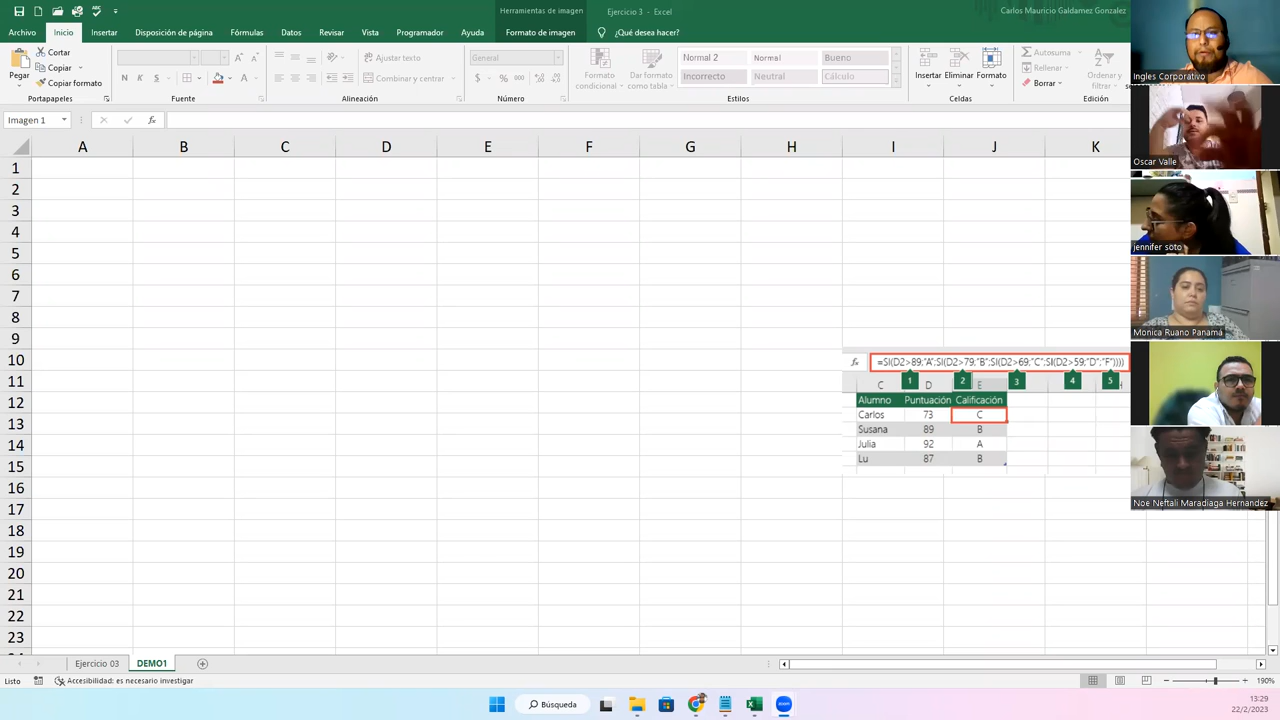 Herramientas de imagen
Ejercicio 3 - Excel
Carlos Mauricio Galdamez Gonzalez
Archivo
Inicio
Insertar
Disposición de página
Fórmulas
Datos
Revisar
Vista
Programador
Ayuda
Formato de imagen
¿Qué desea hacer?
Pegar
Cortar
Copiar
Copiar formato
Portapapeles
N K S
Fuente
Ajustar texto
Combinar y centrar
Alineación
General
% 000
Número
Formato
condicional
Dar formato
como tabla
Normal 2
Normal
Bueno
Incorrecto
Neutral
Cálculo
Estilos
Insertar
Eliminar
Formato
Celdas
Autosuma
Rellenar
Borrar
Ordenar y
Edición
Imagen 1
fx
A B C D E F G H I J K
1
2
3
4
5
6
7
8
9
10
11
12
13
14
15
16
17
18
19
20
21
22
23
fx =SI(D2>89;"A";SI(D2>79;"B";SI(D2>69;"C";SI(D2>59;"D";"F"))))
1 2 3 4 5
C D E H
Alumno Puntuación Calificación
Carlos 73 C
Susana 89 B
Julia 92 A
Lu 87 B
Ingles Corporativo
Oscar Valle
jennifer soto
Monica Ruano Panamá
Noe Neftali Maradiaga Hernandez
Ejercicio 03
DEMO1
Listo
Accesibilidad: es necesario investigar
190%
Búsqueda
13:29
22/2/2023